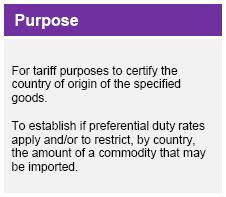 Purpose
For tariff purposes to certify the
country of origin of the specified
goods.
To establish if preferential duty rates
apply and/or to restrict, by country,
the amount of a commodity that may
be imported.